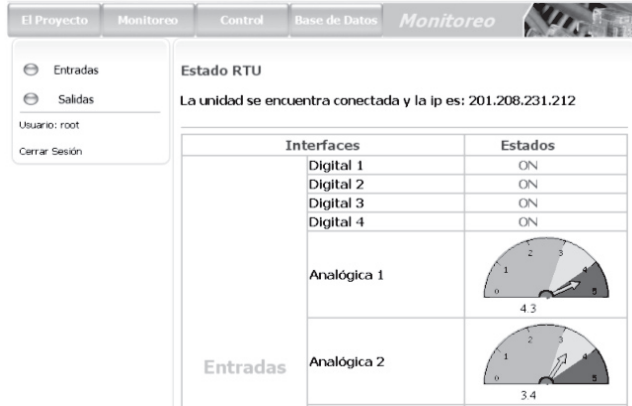 El Proyecto Monitoreo Control Base de Datos Monitoreo
Entradas
Salidas
Usuario: root
Cerrar Sesión
Estado RTU
La unidad se encuentra conectada y la ip es: 201.208.231.212
Interfaces Estados
Entradas
Digital 1 ON
Digital 2 ON
Digital 3 ON
Digital 4 ON
Analógica 1
0 1 2 3 4 5
4.3
Analógica 2
0 1 2 3 4 5
3.4